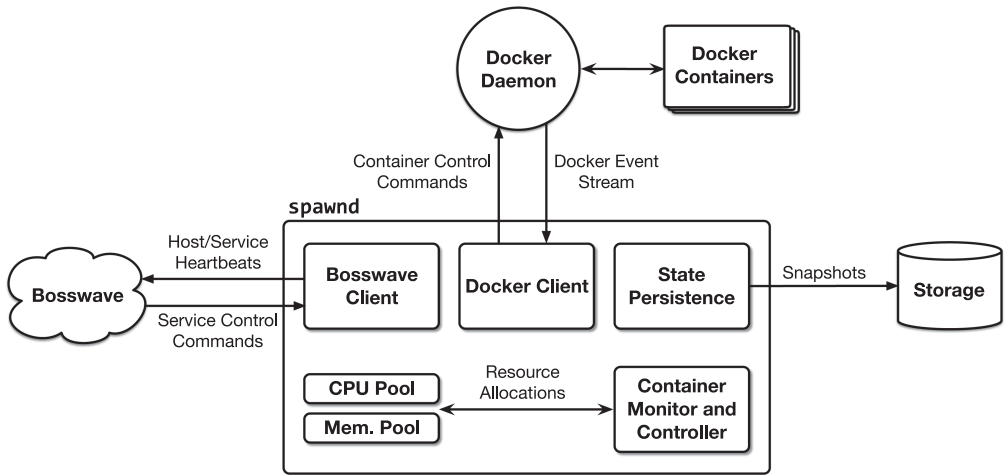 Docker
Daemon
Docker
Containers
Container Control
Commands
Docker Event
Stream
spawnd
Host/Service
Heartbeats
Bosswave
Service Control
Commands
Bosswave
Client
Docker Client
State
Persistence
Snapshots
Storage
CPU Pool
Mem. Pool
Resource
Allocations
Container
Monitor and
Controller